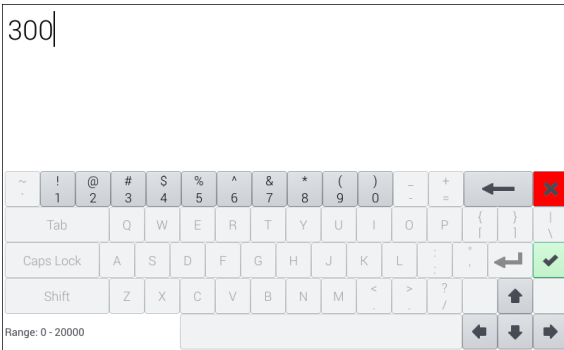 300
~ ! @ # $ % ^ & * ( ) _ +
` 1 2 3 4 5 6 7 8 9 0 - =
Tab Q W E R T Y U I O P { } |
[ ] \
Caps Lock A S D F G H J K L : "
; '
Shift Z X C V B N M < > ?
, . /
Range: 0 - 20000